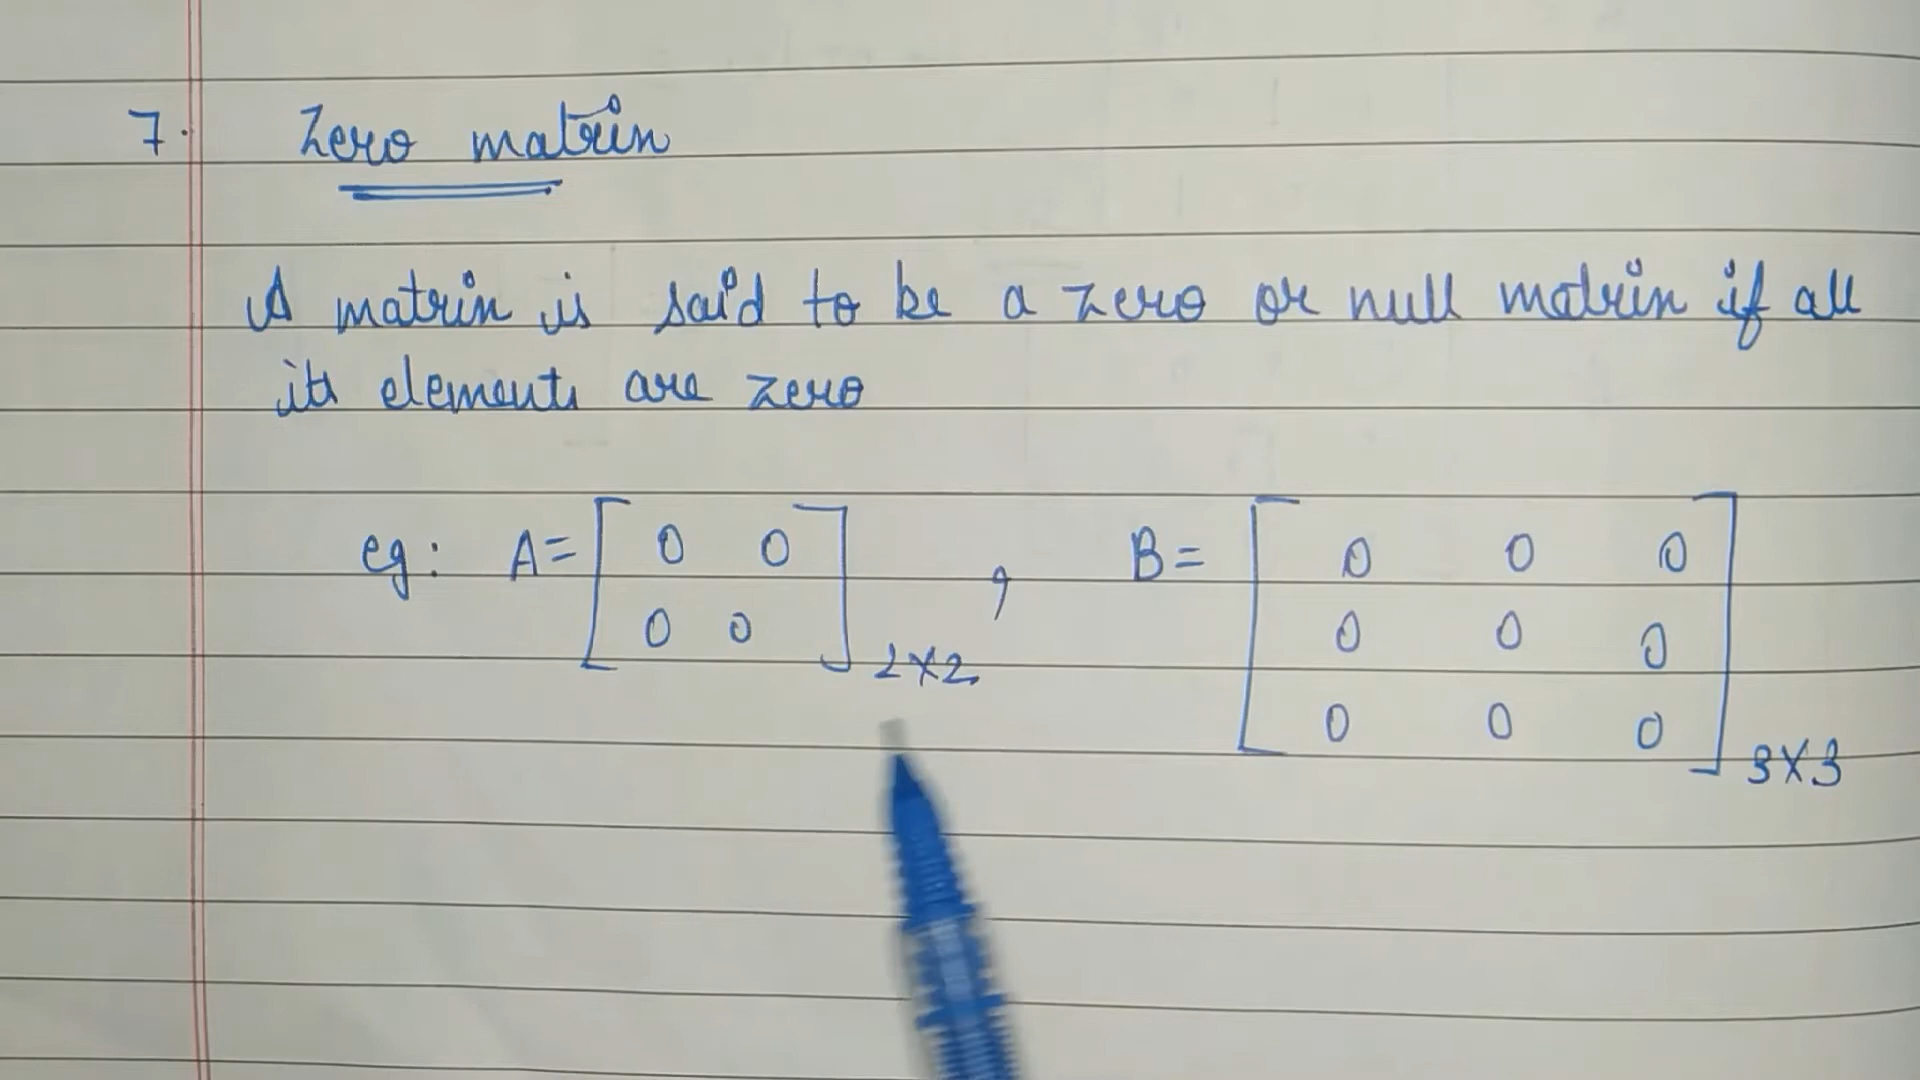 7. Zero matrix
A matrix is said to be a zero or null matrix if all
its elements are zero
eg: A = [ 0 0 , B = [ 0 0 0
0 0 ] 2×2 0 0 0
0 0 0 ] 3×3